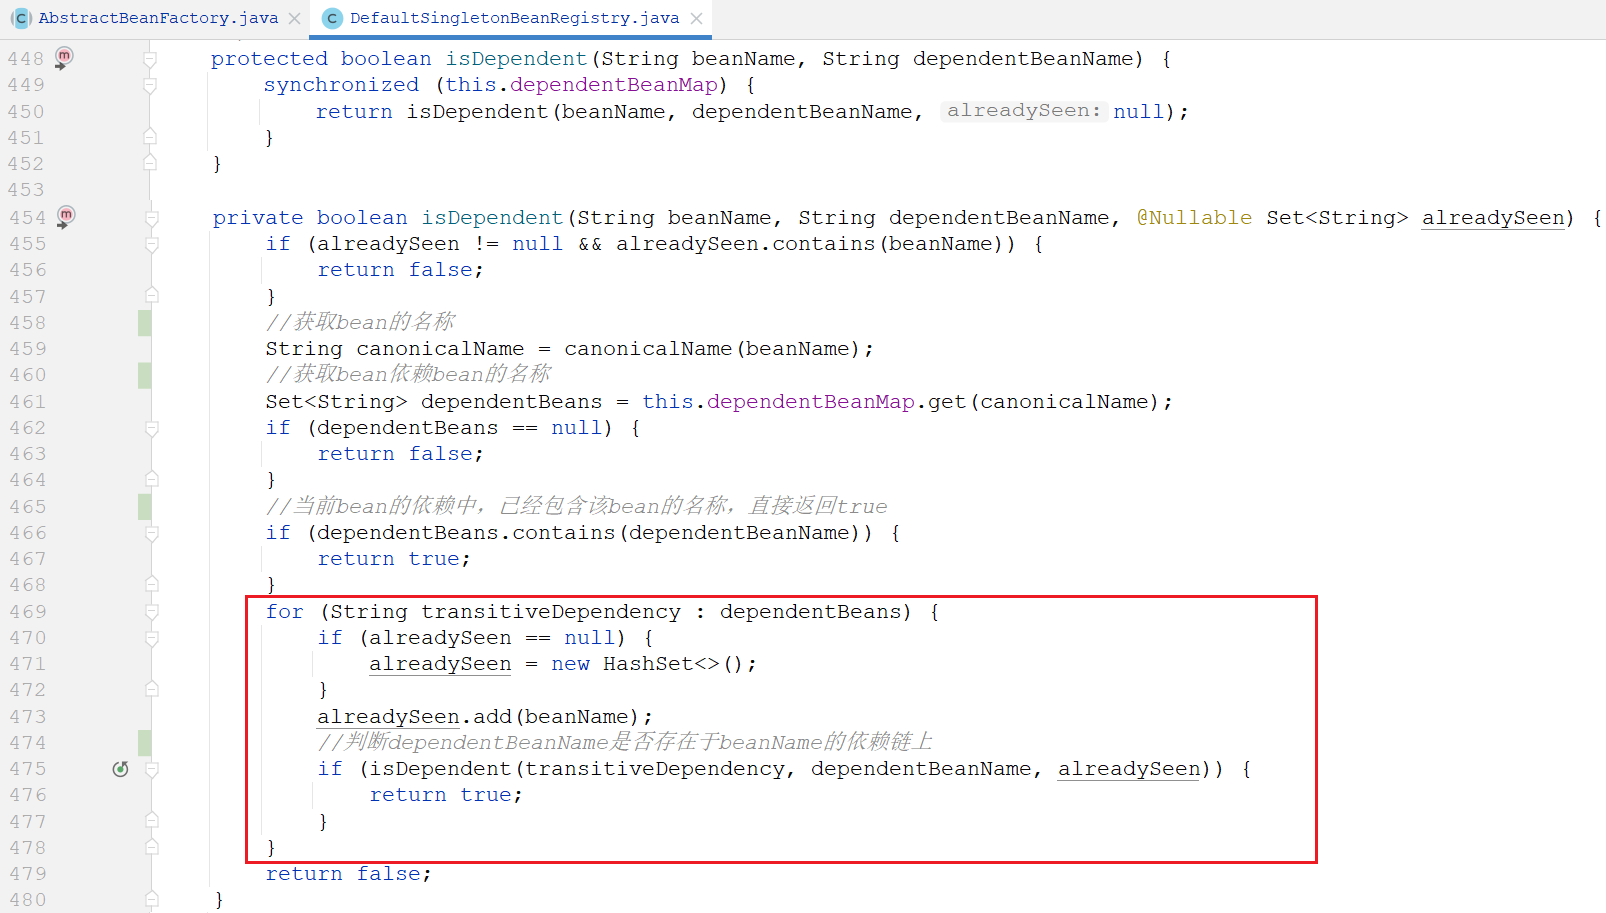 AbstractBeanFactory.java DefaultSingletonBeanRegistry.java
448 protected boolean isDependent(String beanName, String dependentBeanName) {
449 synchronized (this.dependentBeanMap) {
450 return isDependent(beanName, dependentBeanName, alreadySeen: null);
451 }
452 }
453
454 private boolean isDependent(String beanName, String dependentBeanName, @Nullable Set<String> alreadySeen) {
455 if (alreadySeen != null && alreadySeen.contains(beanName)) {
456 return false;
457 }
458 //获取bean的名称
459 String canonicalName = canonicalName(beanName);
460 //获取bean依赖bean的名称
461 Set<String> dependentBeans = this.dependentBeanMap.get(canonicalName);
462 if (dependentBeans == null) {
463 return false;
464 }
465 //当前bean的依赖中，已经包含该bean的名称，直接返回true
466 if (dependentBeans.contains(dependentBeanName)) {
467 return true;
468 }
469 for (String transitiveDependency : dependentBeans) {
470 if (alreadySeen == null) {
471 alreadySeen = new HashSet<>();
472 }
473 alreadySeen.add(beanName);
474 //判断dependentBeanName是否存在于beanName的依赖链上
475 if (isDependent(transitiveDependency, dependentBeanName, alreadySeen)) {
476 return true;
477 }
478 }
479 return false;
480 }